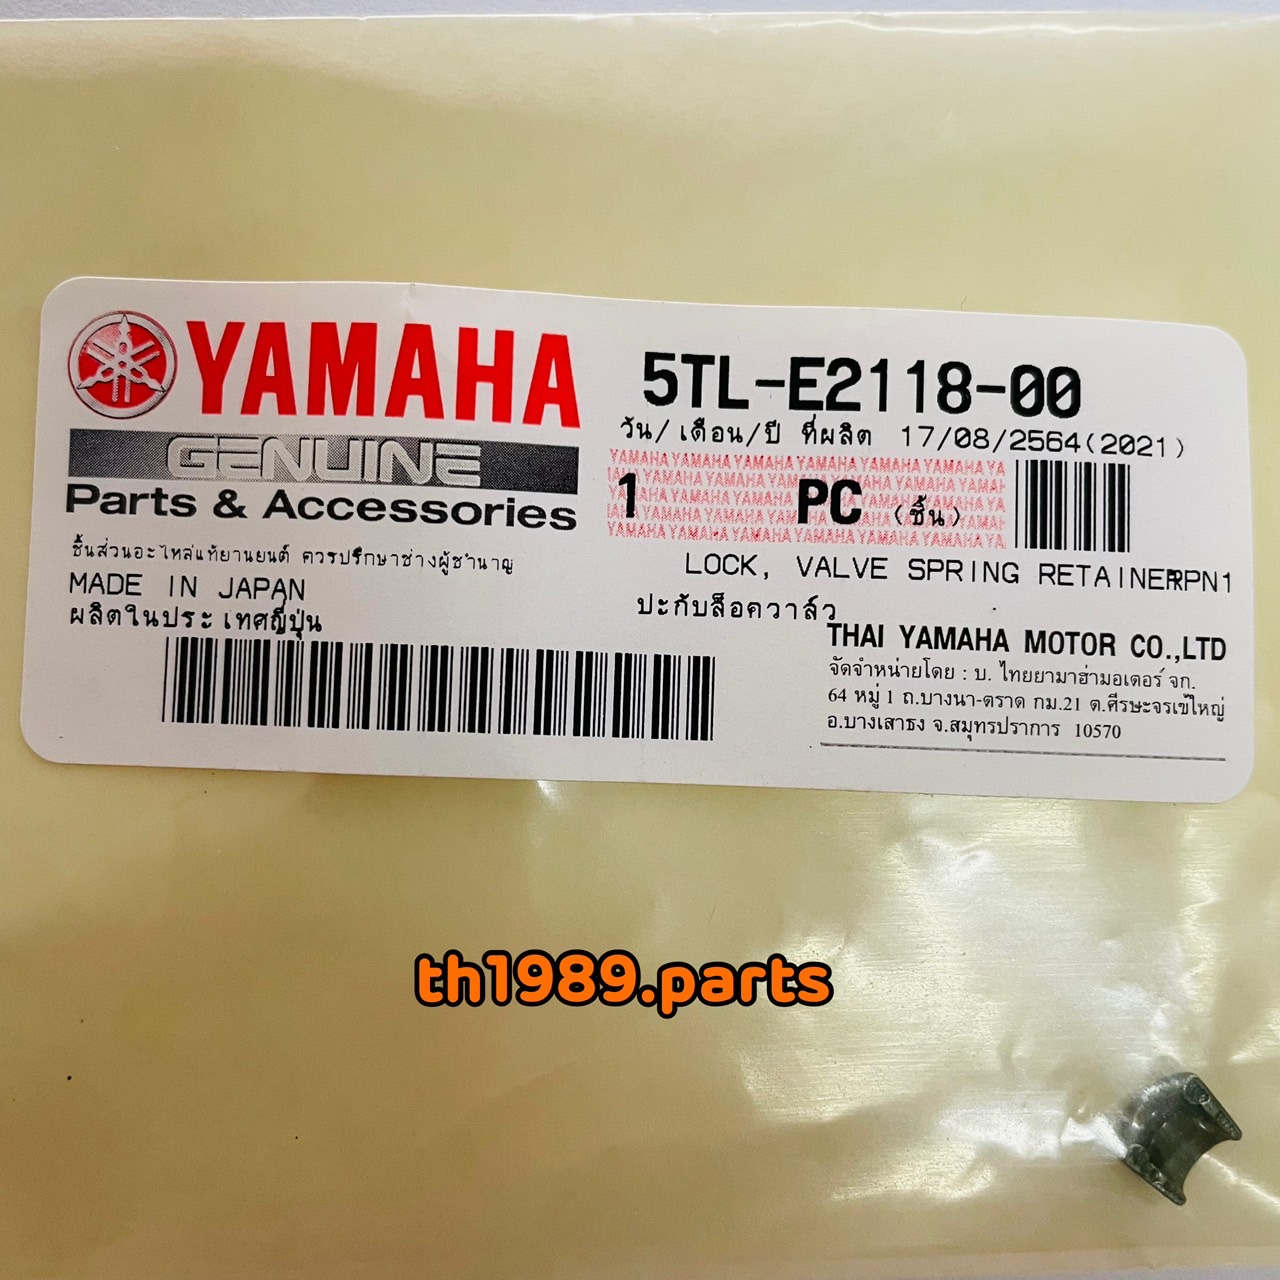 YAMAHA
GENUINE
Parts & Accessories
ชิ้นส่วนอะไหล่แท้ยานยนต์ ควรปรึกษาช่างผู้ชำนาญ
MADE IN JAPAN
ผลิตในประเทศญี่ปุ่น
5TL-E2118-00
วัน/เดือน/ปี ที่ผลิต 17/08/2564(2021)
1 PC (ชิ้น)
LOCK, VALVE SPRING RETAINER RPN1
ปะกับล็อควาล์ว
THAI YAMAHA MOTOR CO.,LTD
จัดจำหน่ายโดย : บ. ไทยยามาฮ่ามอเตอร์ จก.
64 หมู่ 1 ถ.บางนา-ตราด กม.21 ต.ศีรษะจรเข้ใหญ่
อ.บางเสาธง จ.สมุทรปราการ 10570
th1989.parts